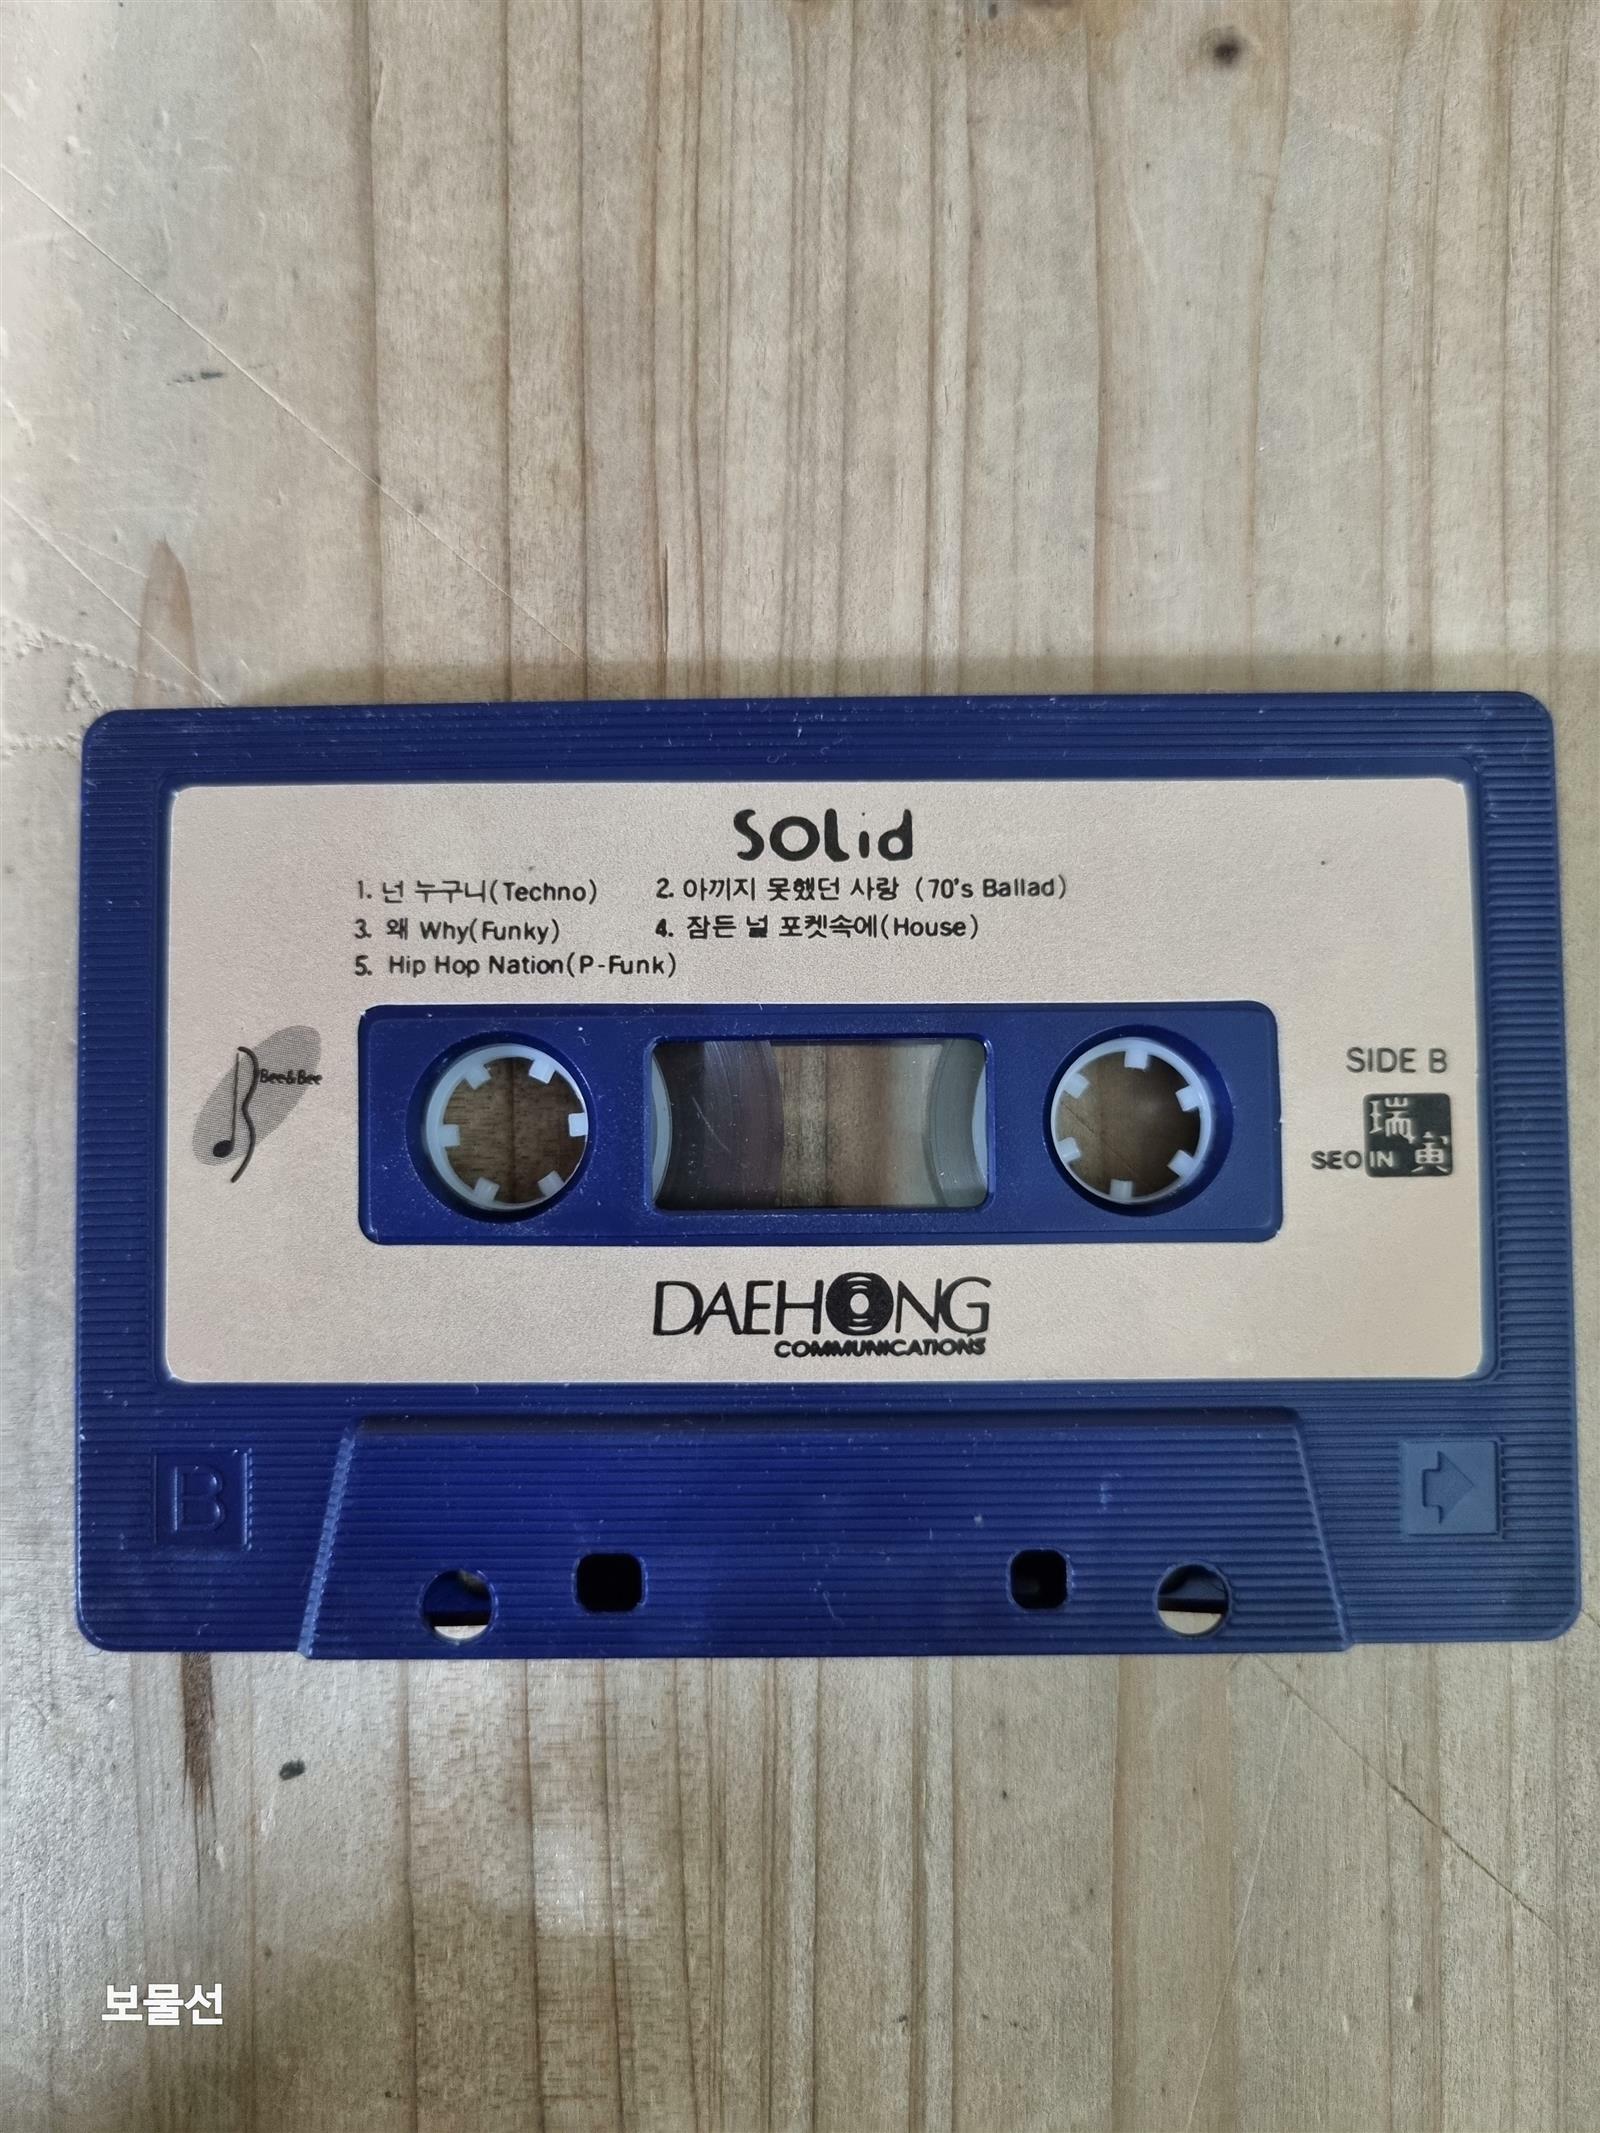 SOLid
1. 넌 누구니(Techno) 2. 아끼지 못했던 사랑 (70's Ballad)
3. 왜 Why(Funky) 4. 잠든 널 포켓속에(House)
5. Hip Hop Nation(P-Funk)
Bee&Bee
SIDE B
瑞
SEO IN 寅
DAEHONG
COMMUNICATIONS
B
보물선